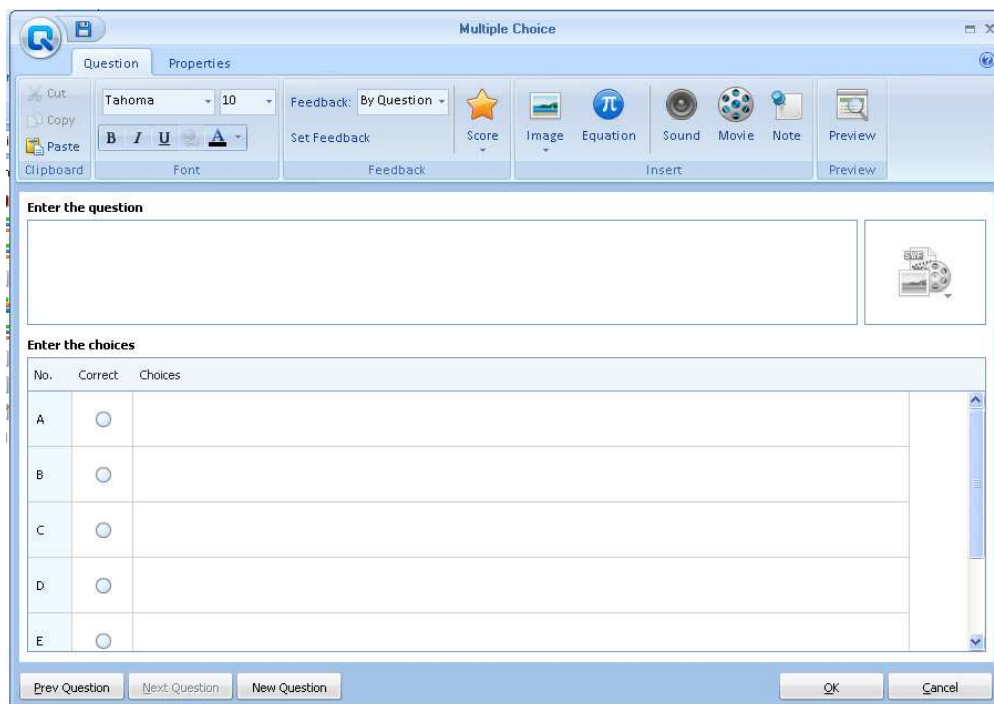 Multiple Choice
Question Properties
Cut
Copy
Paste
Clipboard
Tahoma 10
B I U A
Font
Feedback: By Question
Set Feedback
Score
Feedback
Image Equation Sound Movie Note
Insert
Preview
Preview
Enter the question
SWF
Enter the choices
No. Correct Choices
A
B
C
D
E
Prev Question Next Question New Question OK Cancel